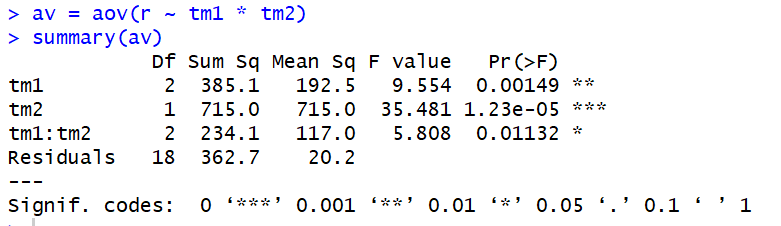 > av = aov(r ~ tm1 * tm2)
> summary(av)
            Df Sum Sq Mean Sq F value   Pr(>F)
tm1          2  385.1   192.5   9.554  0.00149 **
tm2          1  715.0   715.0  35.481 1.23e-05 ***
tm1:tm2      2  234.1   117.0   5.808  0.01132 *
Residuals   18  362.7    20.2
---
Signif. codes:  0 ‘***’ 0.001 ‘**’ 0.01 ‘*’ 0.05 ‘.’ 0.1 ‘ ’ 1